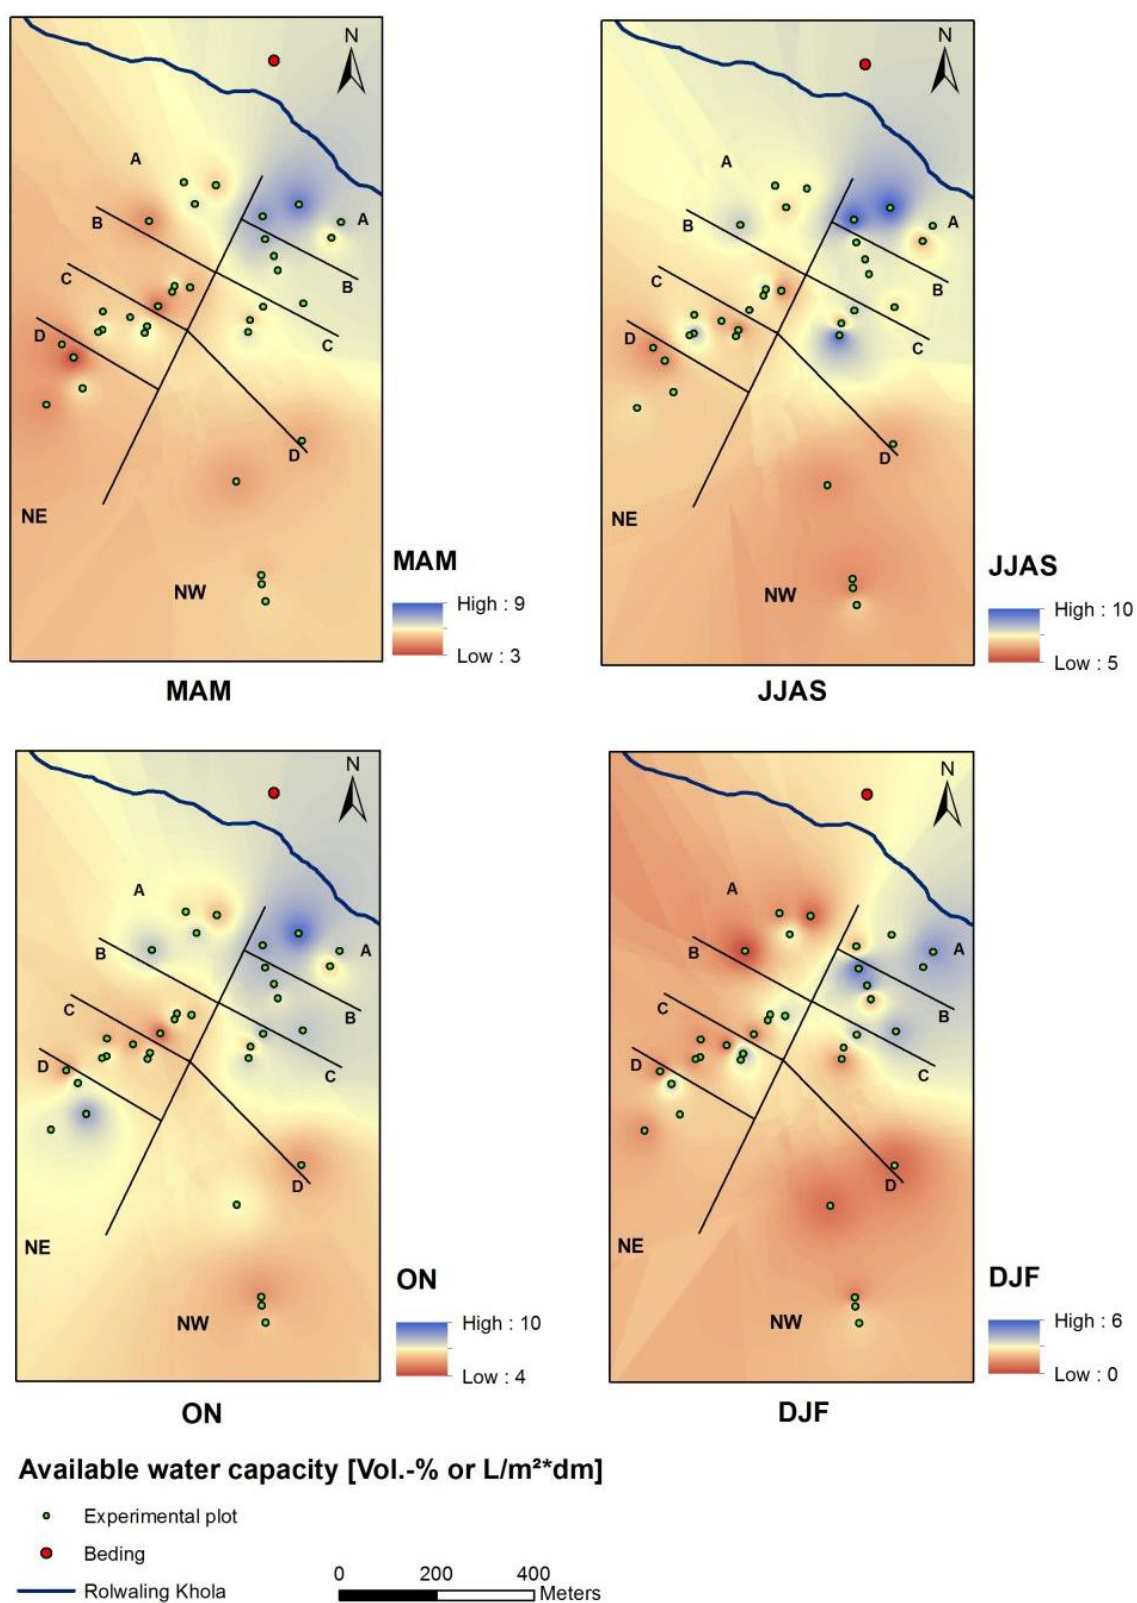 N
A
A
B
B
C
C
D
D
NE
NW
MAM
High : 9
Low : 3
MAM
N
A
A
B
B
C
C
D
D
NE
NW
JJAS
High : 10
Low : 5
JJAS
N
A
A
B
B
C
C
D
D
NE
NW
ON
High : 10
Low : 4
ON
N
A
A
B
B
C
C
D
D
NE
NW
DJF
High : 6
Low : 0
DJF
Available water capacity [Vol.-% or L/m²*dm]
Experimental plot
Beding
Rolwaling Khola
0 200 400
Meters